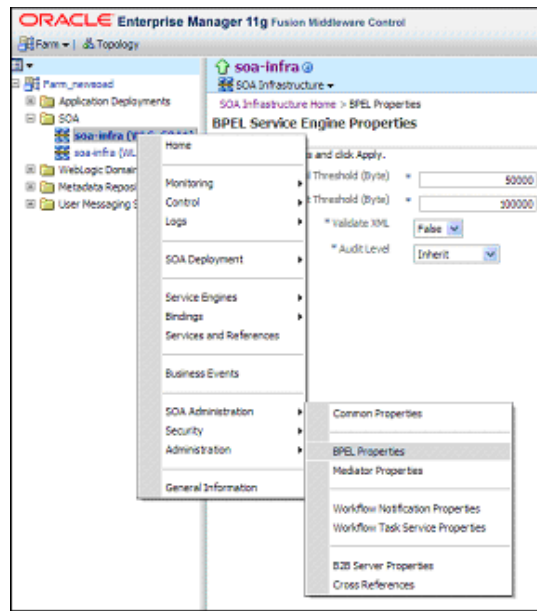 ORACLE Enterprise Manager 11g Fusion Middleware Control
Farm Topology
soa-infra
SOA Infrastructure
Farm_newsoad
Application Deployments
SOA
soa-infra
soa-infra (WL
WebLogic Domain
Metadata Reposi
User Messaging S
SOA Infrastructure Home > BPEL Properties
BPEL Service Engine Properties
s and click Apply.
Threshold (Byte) * 50000
Threshold (Byte) * 100000
* Validate XML False
* Audit Level Inherit
Home
Monitoring
Control
Logs
SOA Deployment
Service Engines
Bindings
Services and References
Business Events
SOA Administration
Security
Administration
General Information
Common Properties
BPEL Properties
Mediator Properties
Workflow Notification Properties
Workflow Task Service Properties
B2B Server Properties
Cross References